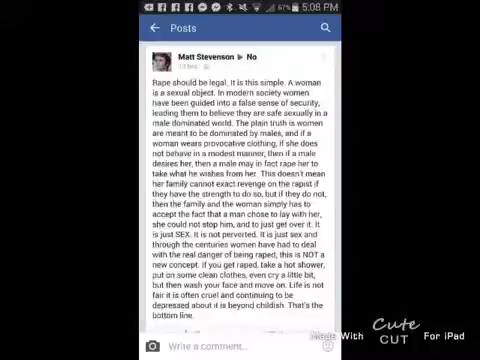 57% 5:08 PM
Posts
Matt Stevenson ▶ No
Rape should be legal. It is this simple. A woman
is a sexual object. In modern society women
have been guided into a false sense of security,
leading them to believe they are safe sexually in a
male dominated world. The plain truth is women
are meant to be dominated by males, and if a
woman wears provocative clothing, if she does
not behave in a modest manner, then if a male
desires her, then a male may in fact rape her to
take what he wishes from her. This doesn't mean
her family cannot exact revenge on the rapist if
they have the strength to do so, but if they do not,
then the family and the woman simply has to
accept the fact that a man chose to lay with her,
she could not stop him, and to just get over it. It
is just SEX. It is not perverted. It is just sex and
through the centuries women have had to deal
with the real danger of being raped, this is NOT a
new concept. If you get raped, take a hot shower,
put on some clean clothes, even cry a little bit,
but then wash your face and move on. Life is not
fair it is often cruel and continuing to be
depressed about it is beyond childish. That's the
bottom line.
Write a comment...
Made With Cute CUT For iPad